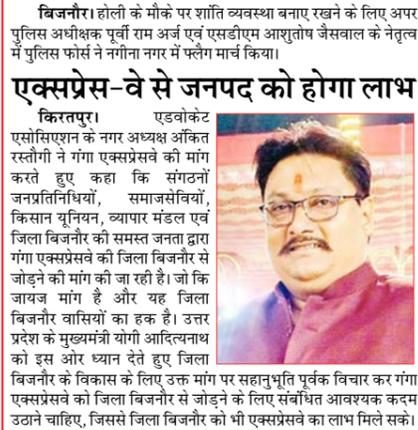 बिजनौर। होली के मौके पर शांति व्यवस्था बनाए रखने के लिए अपर
पुलिस अधीक्षक पूर्वी राम अर्ज एवं एसडीएम आशुतोष जैसवाल के नेतृत्व
में पुलिस फोर्स ने नगीना नगर में फ्लैग मार्च किया।
एक्सप्रेस-वे से जनपद को होगा लाभ
किरतपुर। एडवोकेट
एसोसिएशन के नगर अध्यक्ष अंकित
रस्तौगी ने गंगा एक्सप्रेसवे की मांग
करते हुए कहा कि संगठनों
जनप्रतिनिधियों, समाजसेवियों,
किसान यूनियन, व्यापार मंडल एवं
जिला बिजनौर की समस्त जनता द्वारा
गंगा एक्सप्रेसवे की जिला बिजनौर से
जोड़ने की मांग की जा रही है। जो कि
जायज मांग है और यह जिला
बिजनौर वासियों का हक है। उत्तर
प्रदेश के मुख्यमंत्री योगी आदित्यनाथ
को इस ओर ध्यान देते हुए जिला
बिजनौर के विकास के लिए उक्त मांग पर सहानुभूति पूर्वक विचार कर गंगा
एक्सप्रेसवे को जिला बिजनौर से जोड़ने के लिए संबंधित आवश्यक कदम
उठाने चाहिए, जिससे जिला बिजनौर को भी एक्सप्रेसवे का लाभ मिले सके।